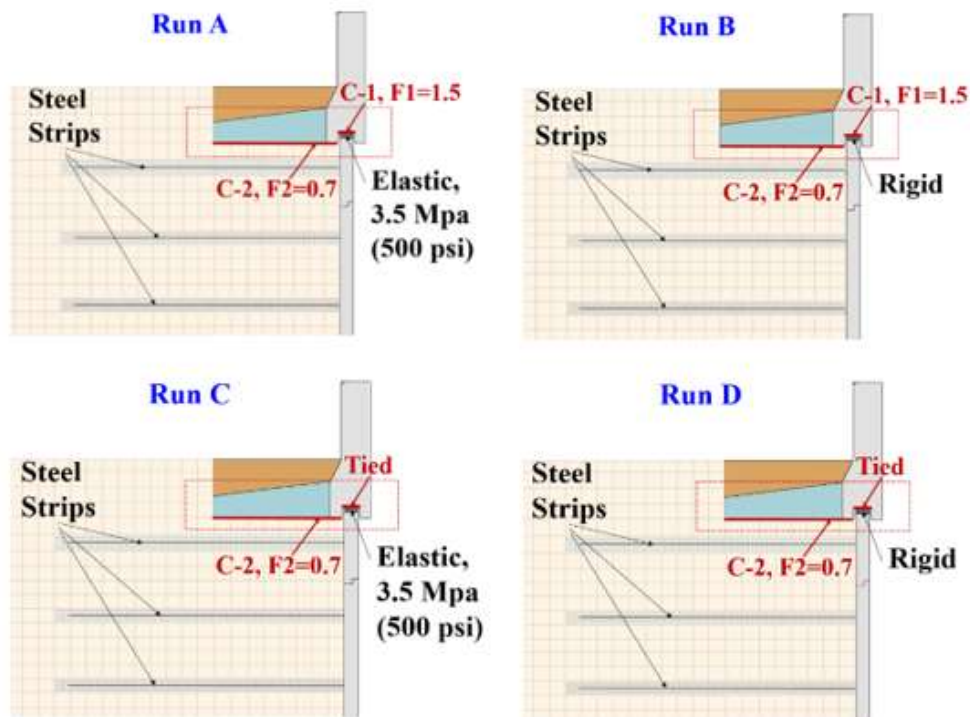 Run A
Steel
Strips
C-1, F1=1.5
C-2, F2=0.7
Elastic,
3.5 Mpa
(500 psi)
Run B
Steel
Strips
C-1, F1=1.5
C-2, F2=0.7
Rigid
Run C
Steel
Strips
Tied
C-2, F2=0.7
Elastic,
3.5 Mpa
(500 psi)
Run D
Steel
Strips
Tied
C-2, F2=0.7
Rigid